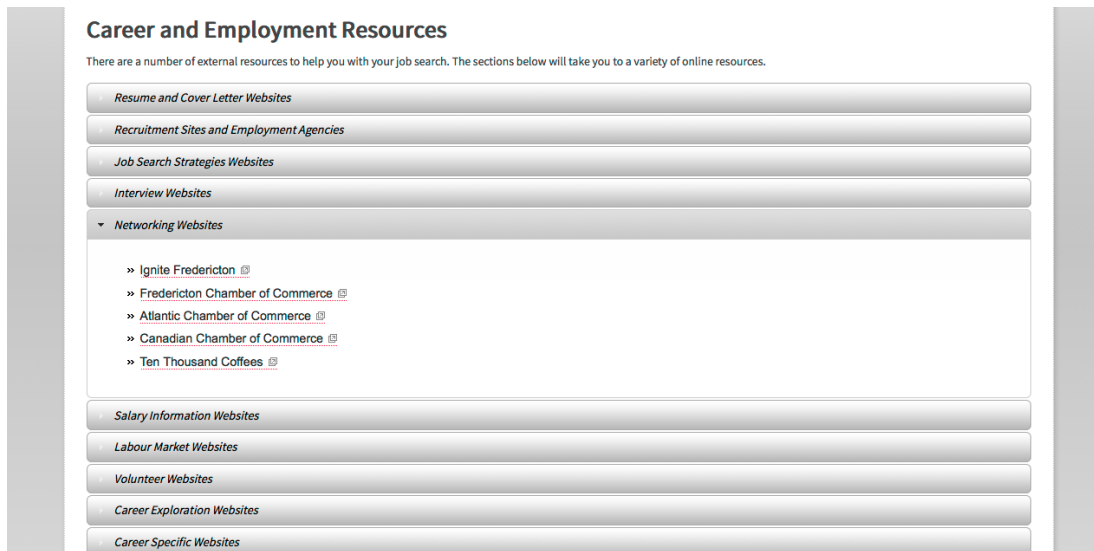 Career and Employment Resources
There are a number of external resources to help you with your job search. The sections below will take you to a variety of online resources.
Resume and Cover Letter Websites
Recruitment Sites and Employment Agencies
Job Search Strategies Websites
Interview Websites
Networking Websites
» Ignite Fredericton
» Fredericton Chamber of Commerce
» Atlantic Chamber of Commerce
» Canadian Chamber of Commerce
» Ten Thousand Coffees
Salary Information Websites
Labour Market Websites
Volunteer Websites
Career Exploration Websites
Career Specific Websites